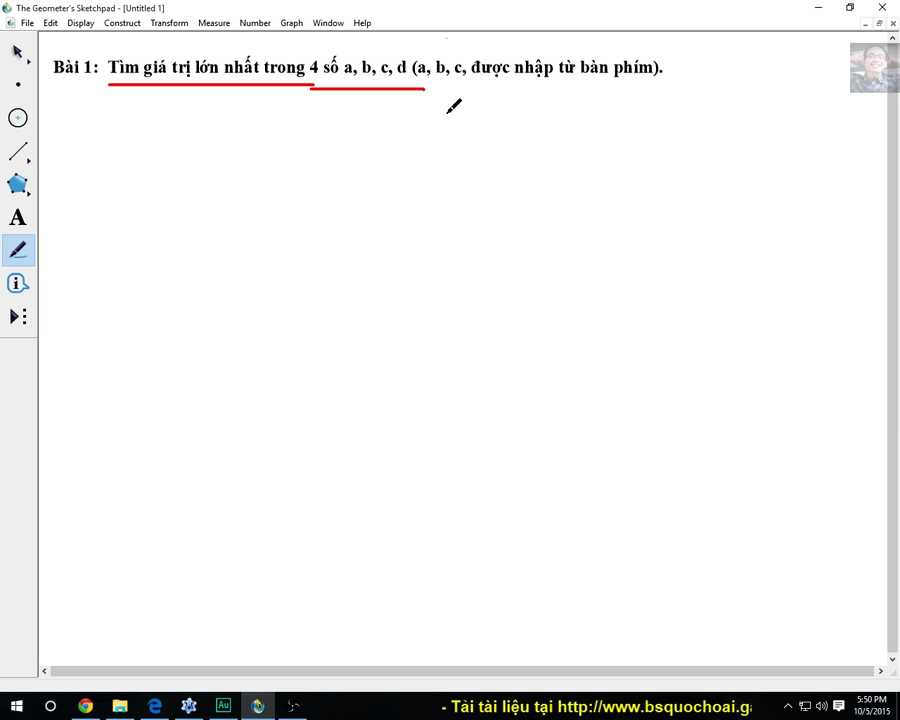 The Geometer's Sketchpad - [Untitled 1]
File Edit Display Construct Transform Measure Number Graph Window Help
Bài 1: Tìm giá trị lớn nhất trong 4 số a, b, c, d (a, b, c, được nhập từ bàn phím).
A
i
Au
- Tải tài liệu tại http://www.bsquochoai.ga
5:50 PM
10/5/2015